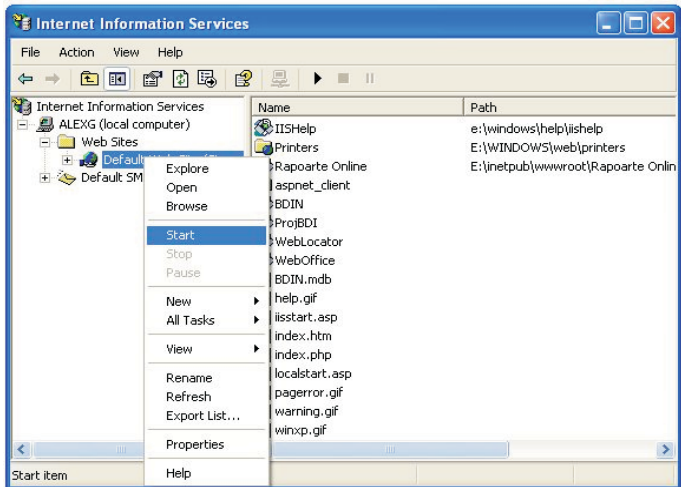 Internet Information Services
File Action View Help
Internet Information Services
ALEXG (local computer)
Web Sites
Default
Default SM
Explore
Open
Browse
Start
Stop
Pause
New
All Tasks
View
Rename
Refresh
Export List...
Properties
Help
Name Path
IISHelp e:\windows\help\iishelp
Printers E:\WINDOWS\web\printers
Rapoarte Online E:\inetpub\wwwroot\Rapoarte Onlin
aspnet_client
BDIN
ProjBDI
WebLocator
WebOffice
BDIN.mdb
help.gif
iisstart.asp
index.htm
index.php
localstart.asp
pagerror.gif
warning.gif
winxp.gif
Start item